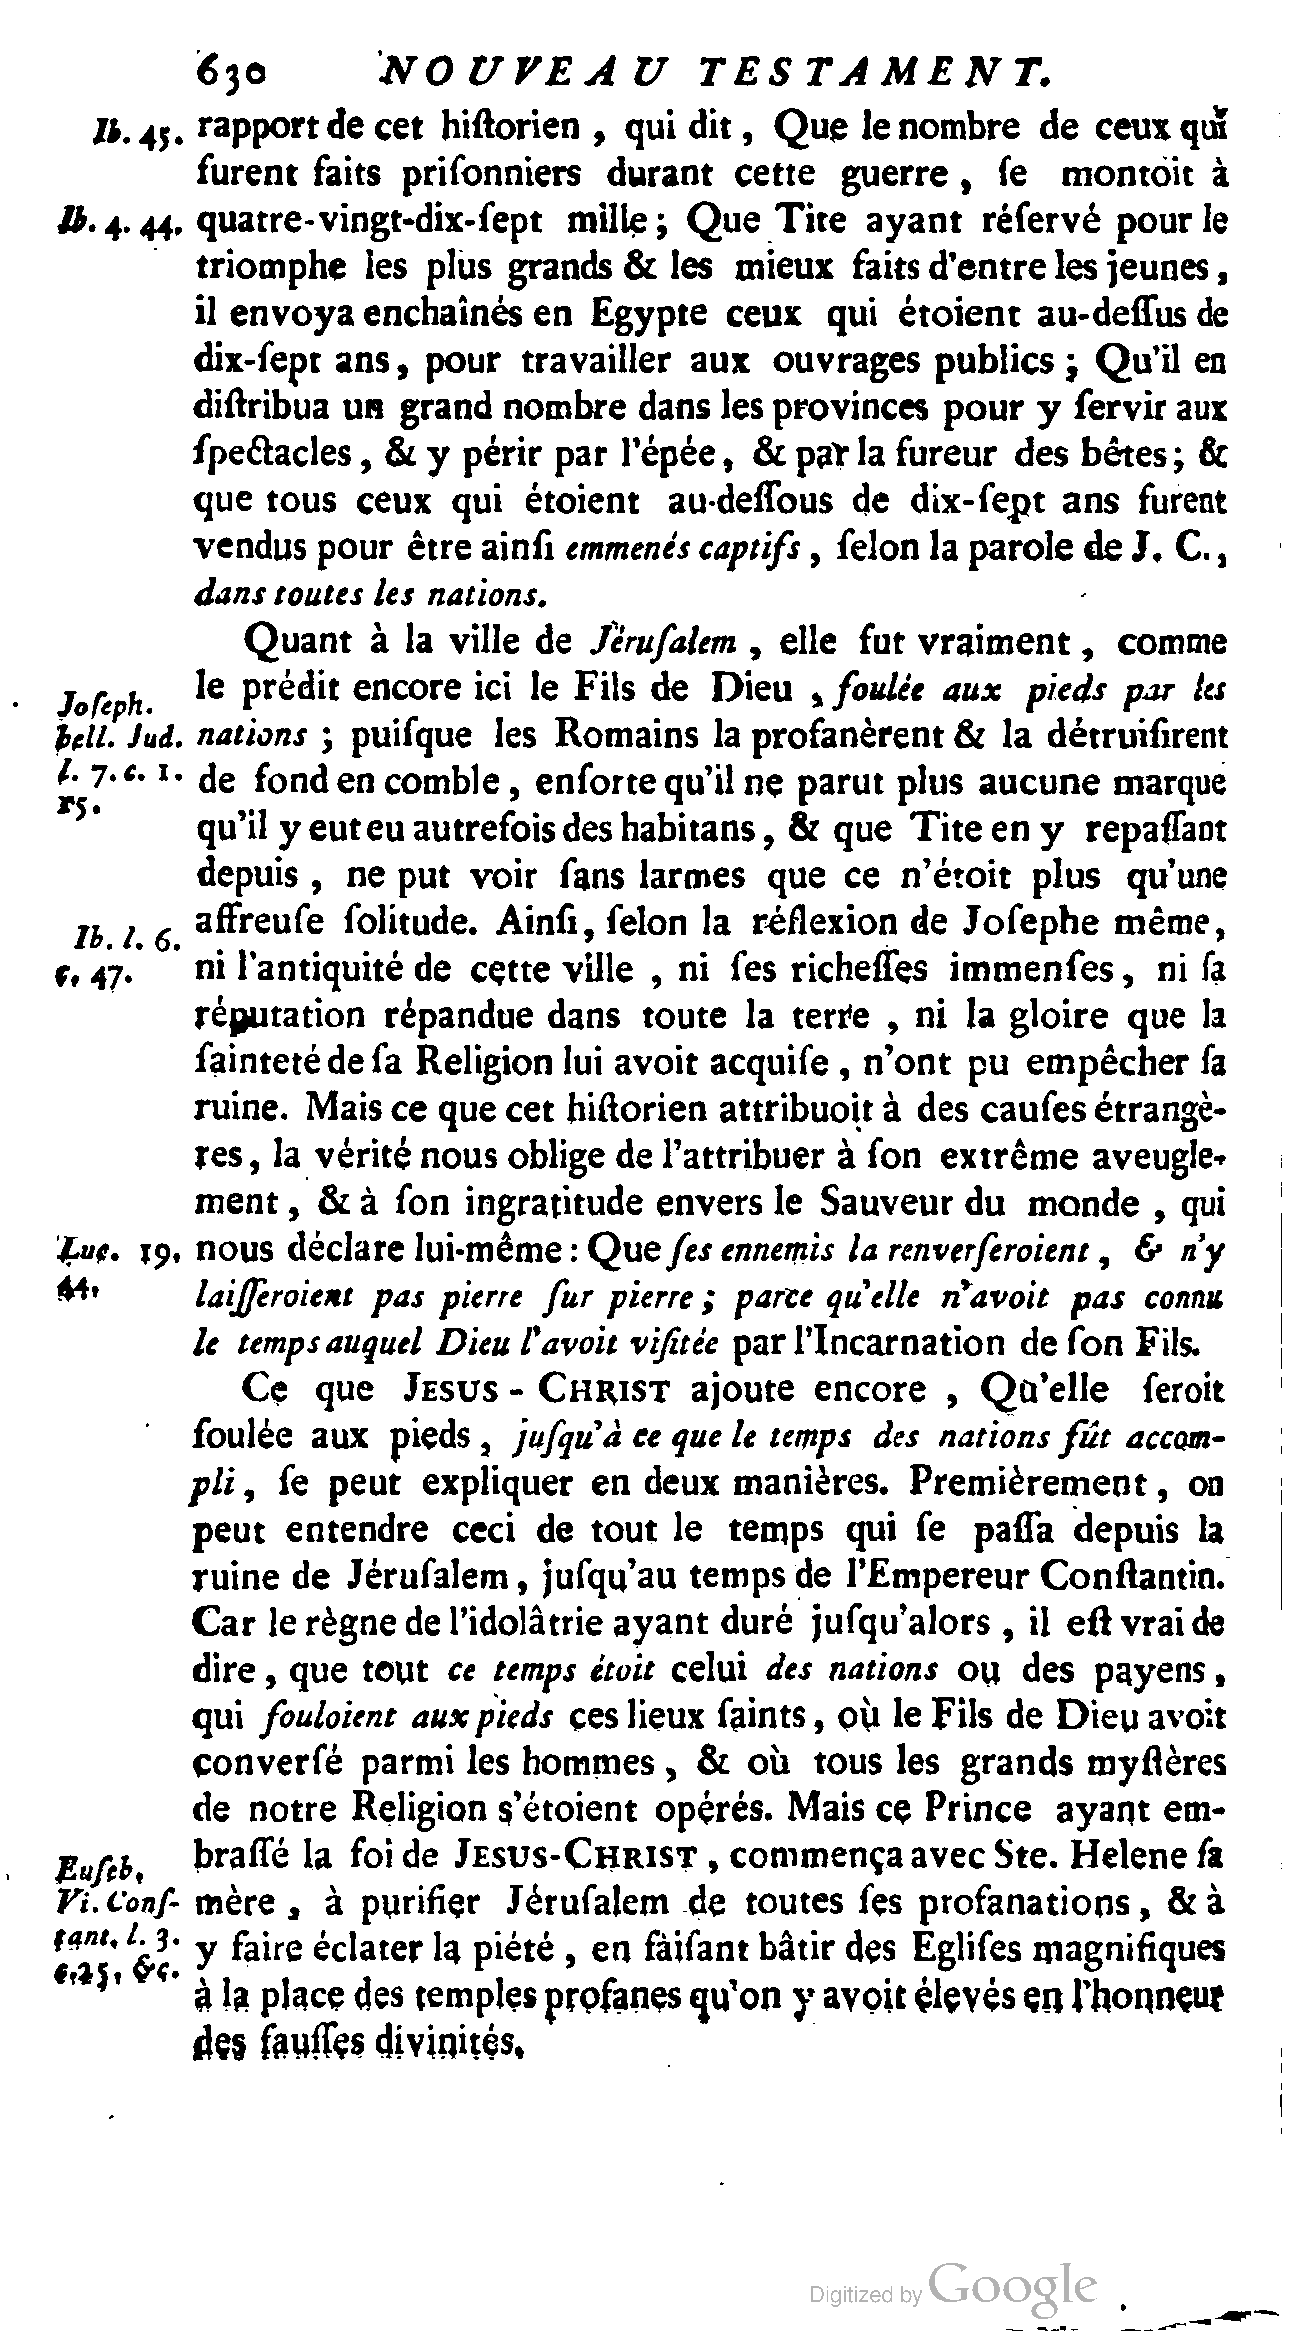 630 NOUVEAU TESTAMENT.
Ib. 45. rapport de cet hiſtorien, qui dit, Que le nombre de ceux qui
furent faits priſonniers durant cette guerre, ſe montoit à
Ib. 4. 44. quatre-vingt-dix-ſept mille; Que Tite ayant réſervé pour le
triomphe les plus grands & les mieux faits d'entre les jeunes,
il envoya enchaînés en Egypte ceux qui étoient au-deſſus de
dix-ſept ans, pour travailler aux ouvrages publics; Qu'il en
diſtribua un grand nombre dans les provinces pour y ſervir aux
ſpectacles, & y périr par l'épée, & par la fureur des bêtes; &
que tous ceux qui étoient au-deſſous de dix-ſept ans furent
vendus pour être ainſi emmenés captifs, ſelon la parole de J. C.,
dans toutes les nations.
Quant à la ville de Jéruſalem, elle fut vraiment, comme
le prédit encore ici le Fils de Dieu, foulée aux pieds par les
Joſeph.
bell. Jud. nations; puiſque les Romains la profanèrent & la détruiſirent
l. 7. c. 1. de fond en comble, enſorte qu'il ne parut plus aucune marque
15.
qu'il y eut eu autrefois des habitans, & que Tite en y repaſſant
depuis, ne put voir ſans larmes que ce n'étoit plus qu'une
affreuſe ſolitude. Ainſi, ſelon la réflexion de Joſephe même,
Ib. l. 6.
c. 47. ni l'antiquité de cette ville, ni ſes richeſſes immenſes, ni ſa
réputation répandue dans toute la terre, ni la gloire que la
ſainteté de ſa Religion lui avoit acquiſe, n'ont pu empêcher ſa
ruine. Mais ce que cet hiſtorien attribuoit à des cauſes étrangè-
res, la vérité nous oblige de l'attribuer à ſon extrême aveugle-
ment, & à ſon ingratitude envers le Sauveur du monde, qui
Luc. 19. nous déclare lui-même: Que ſes ennemis la renverſeroient, & n'y
44. laiſſeroient pas pierre ſur pierre; parce qu'elle n'avoit pas connu
le temps auquel Dieu l'avoit viſitée par l'Incarnation de ſon Fils.
Ce que JESUS-CHRIST ajoute encore, Qu'elle ſeroit
foulée aux pieds, juſqu'à ce que le temps des nations fût accom-
pli, ſe peut expliquer en deux manières. Premièrement, on
peut entendre ceci de tout le temps qui ſe paſſa depuis la
ruine de Jéruſalem, juſqu'au temps de l'Empereur Conſtantin.
Car le règne de l'idolâtrie ayant duré juſqu'alors, il eſt vrai de
dire, que tout ce temps étoit celui des nations ou des payens,
qui fouloient aux pieds ces lieux ſaints, où le Fils de Dieu avoit
converſé parmi les hommes, & où tous les grands myſtères
de notre Religion s'étoient opérés. Mais ce Prince ayant em-
braſſé la foi de JESUS-CHRIST, commença avec Ste. Helene ſa
Euſeb.
Vi. Conſ- mère, à purifier Jéruſalem de toutes ſes profanations, & à
tant. l. 3. y faire éclater la piété, en faiſant bâtir des Egliſes magnifiques
c. 25, &c.
à la place des temples profanes qu'on y avoit élevés en l'honneur
des fauſſes divinités.
Digitized by Google